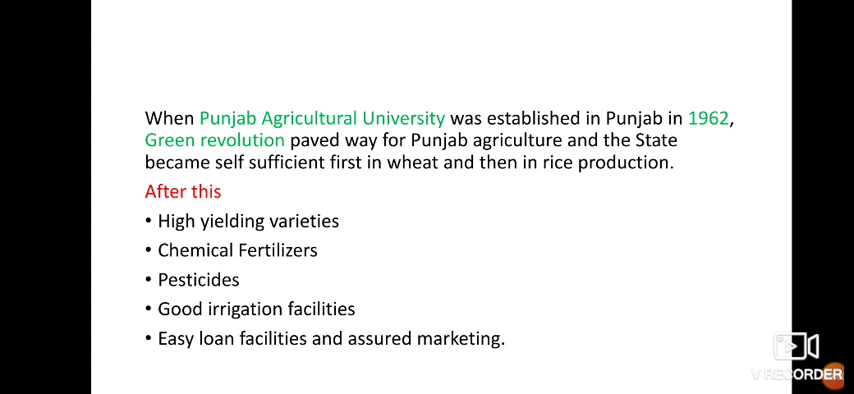 When Punjab Agricultural University was established in Punjab in 1962,
Green revolution paved way for Punjab agriculture and the State
became self sufficient first in wheat and then in rice production.
After this
• High yielding varieties
• Chemical Fertilizers
• Pesticides
• Good irrigation facilities
• Easy loan facilities and assured marketing.
V RECORDER